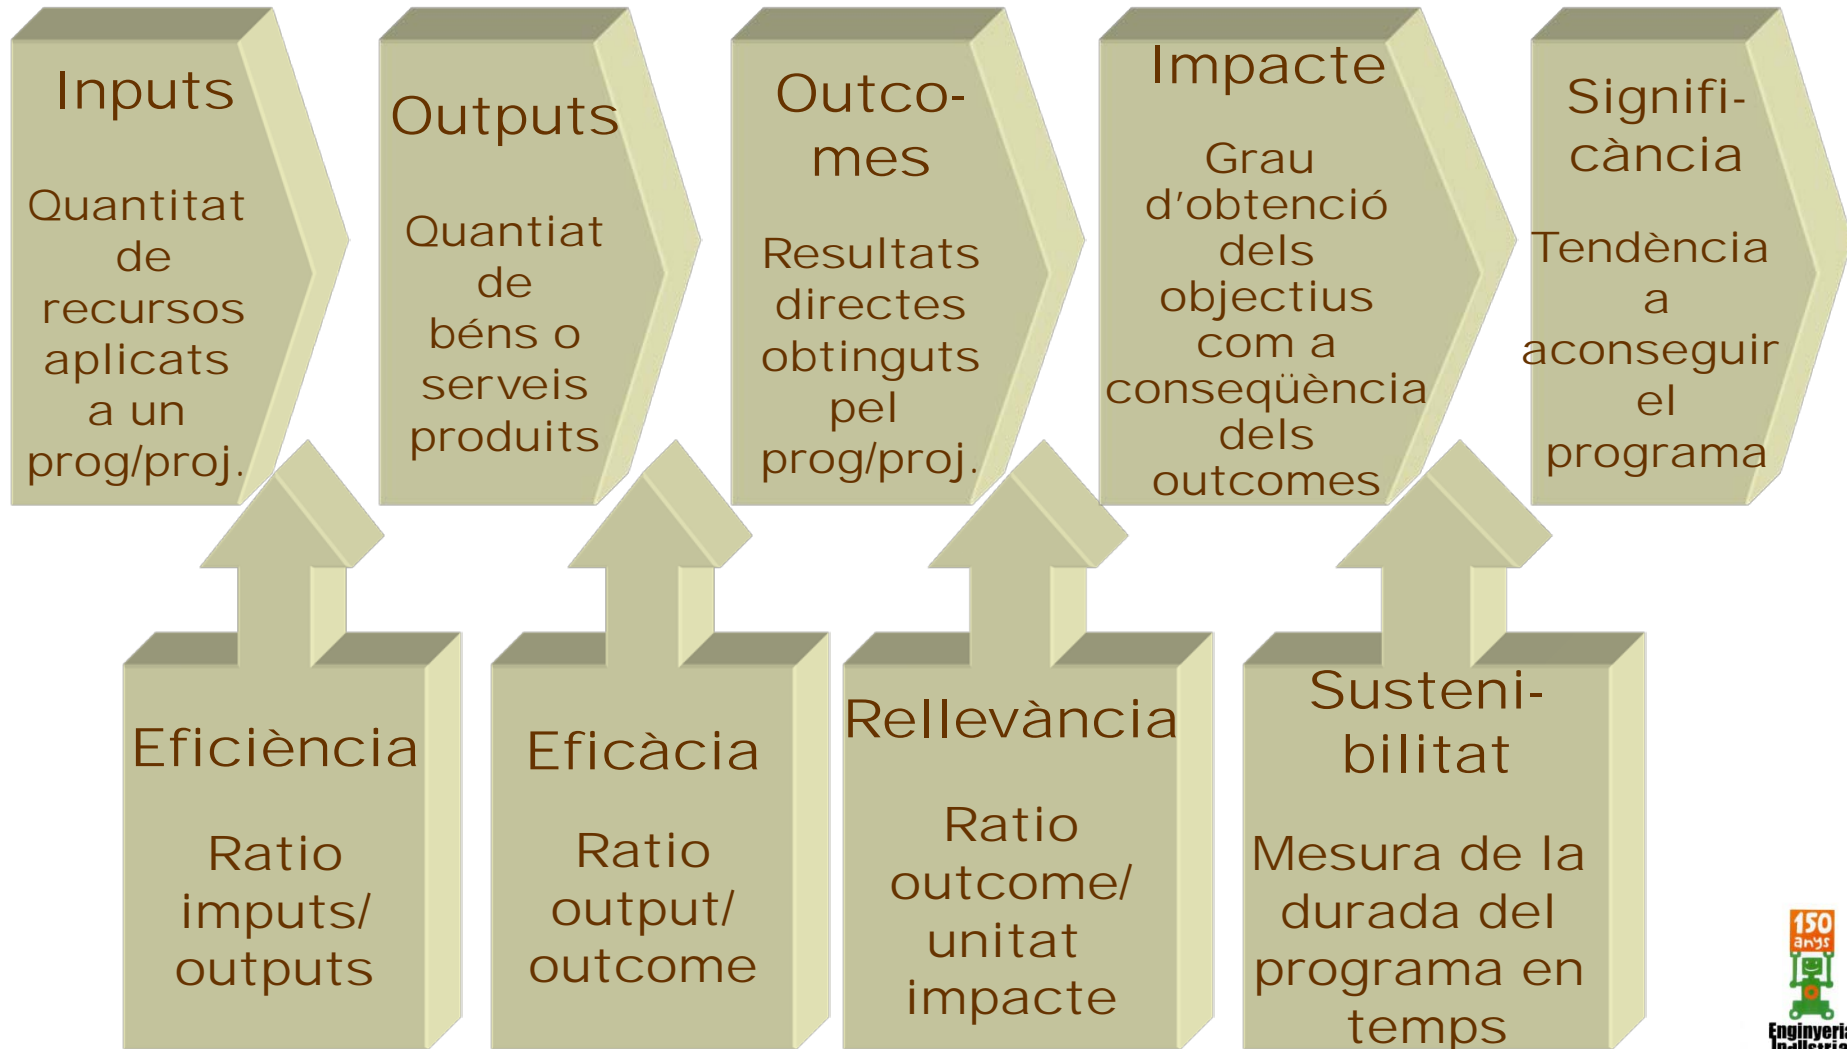 Inputs
Quantitat
de
recursos
aplicats
a un
prog/proj.
Outputs
Quantiat
de
béns o
serveis
produits
Outco-
mes
Resultats
directes
obtinguts
pel
prog/proj.
Impacte
Grau
d'obtenció
dels
objectius
com a
conseqüència
dels
outcomes
Signifi-
cància
Tendència
a
aconseguir
el
programa
Eficiència
Ratio
imputs/
outputs
Eficàcia
Ratio
output/
outcome
Rellevància
Ratio
outcome/
unitat
impacte
Susteni-
bilitat
Mesura de la
durada del
programa en
temps
150
anys
Enginyeria
Industrial